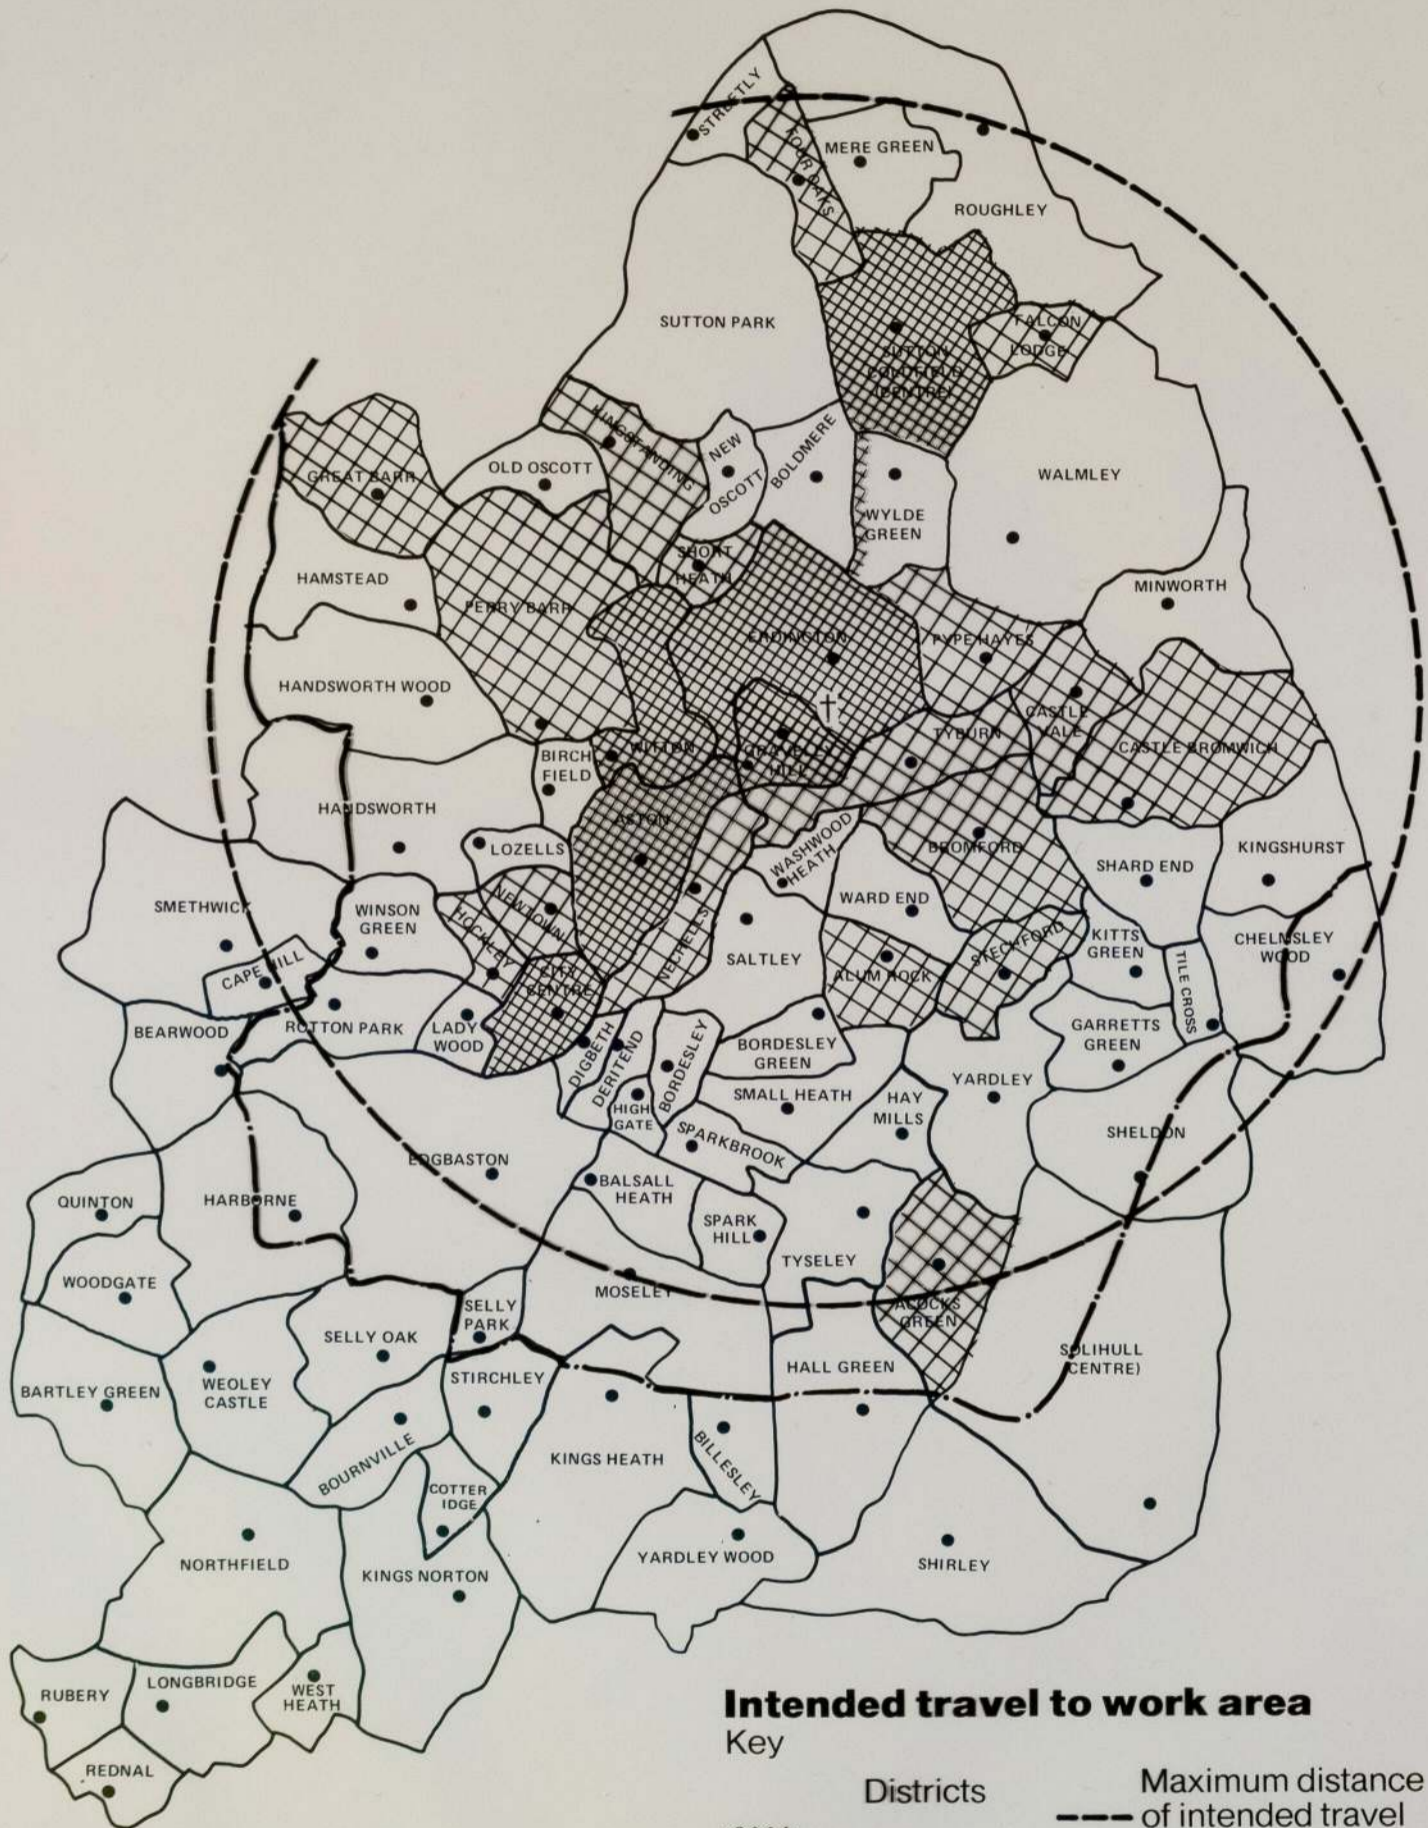 STREETLY
FOUR OAKS
MERE GREEN
ROUGHLEY
SUTTON PARK
SUTTON
COLDFIELD
(CENTRE)
FALCON
LODGE
KINGSTANDING
NEW
OSCOTT
BOLDMERE
OLD OSCOTT
GREAT BARR
WALMLEY
WYLDE
GREEN
SHORT
HEATH
HAMSTEAD
PERRY BARR
MINWORTH
ERDINGTON
PYPE HAYES
HANDSWORTH WOOD
†
CASTLE
VALE
TYBURN
CASTLE BROMWICH
WITTON
GRAVELLY
HILL
BIRCH
FIELD
HANDSWORTH
ASTON
LOZELLS
WASHWOOD
HEATH
BROMFORD
SHARD END
KINGSHURST
SMETHWICK
WINSON
GREEN
NEWTOWN
HOCKLEY
NECHELLS
WARD END
KITTS
GREEN
CHELMSLEY
WOOD
STECHFORD
SALTLEY
ALUM ROCK
TILE CROSS
CAPE HILL
CITY
CENTRE
BEARWOOD
ROTTON PARK
LADY
WOOD
DIGBETH
DERITEND
BORDESLEY
BORDESLEY
GREEN
GARRETTS
GREEN
YARDLEY
HIGH
GATE
SMALL HEATH
HAY
MILLS
SPARKBROOK
SHELDON
EDGBASTON
BALSALL
HEATH
QUINTON
HARBORNE
SPARK
HILL
TYSELEY
WOODGATE
MOSELEY
ACOCKS
GREEN
SELLY
PARK
SELLY OAK
SOLIHULL
(CENTRE)
HALL GREEN
BARTLEY GREEN
WEOLEY
CASTLE
STIRCHLEY
BOURNVILLE
KINGS HEATH
BILLESLEY
COTTER
IDGE
NORTHFIELD
KINGS NORTON
YARDLEY WOOD
SHIRLEY
RUBERY
LONGBRIDGE
WEST
HEATH
REDNAL
Intended travel to work area
Key
Districts
Maximum distance
of intended travel